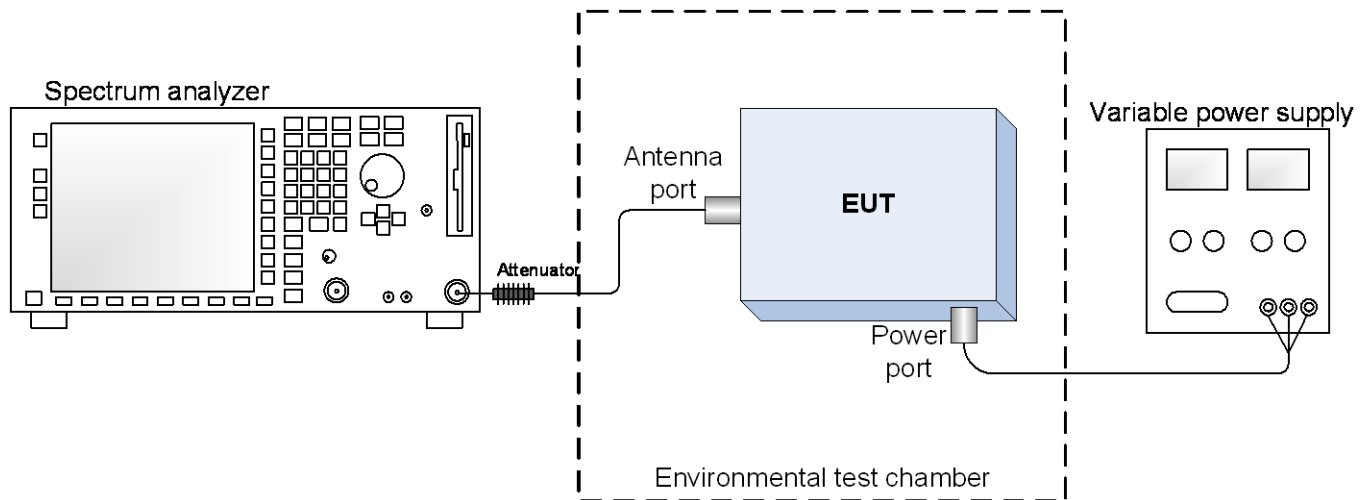 Spectrum analyzer
Attenuator
Antenna
port
EUT
Power
port
Environmental test chamber
Variable power supply